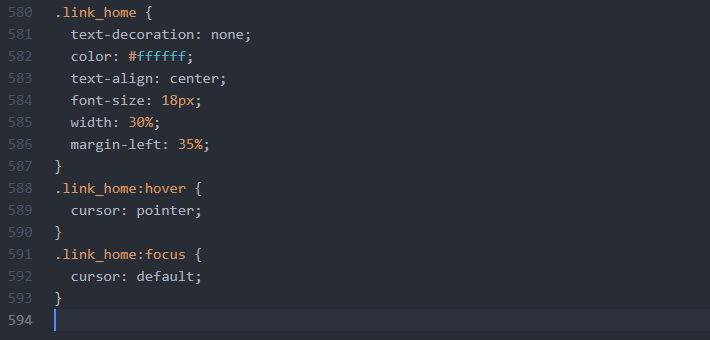 580 .link_home {
581 text-decoration: none;
582 color: #ffffff;
583 text-align: center;
584 font-size: 18px;
585 width: 30%;
586 margin-left: 35%;
587 }
588 .link_home:hover {
589 cursor: pointer;
590 }
591 .link_home:focus {
592 cursor: default;
593 }
594